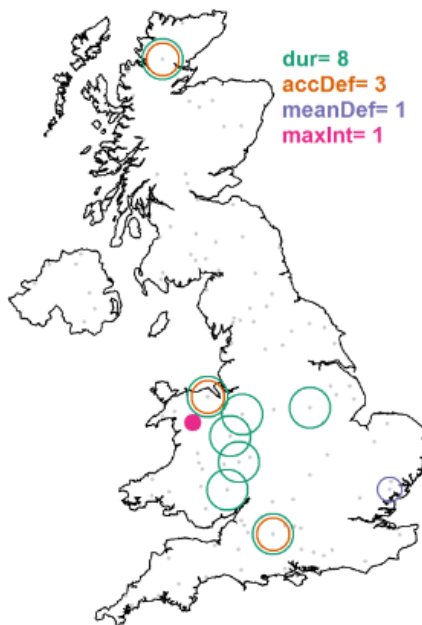 dur= 8
accDef= 3
meanDef= 1
maxInt= 1